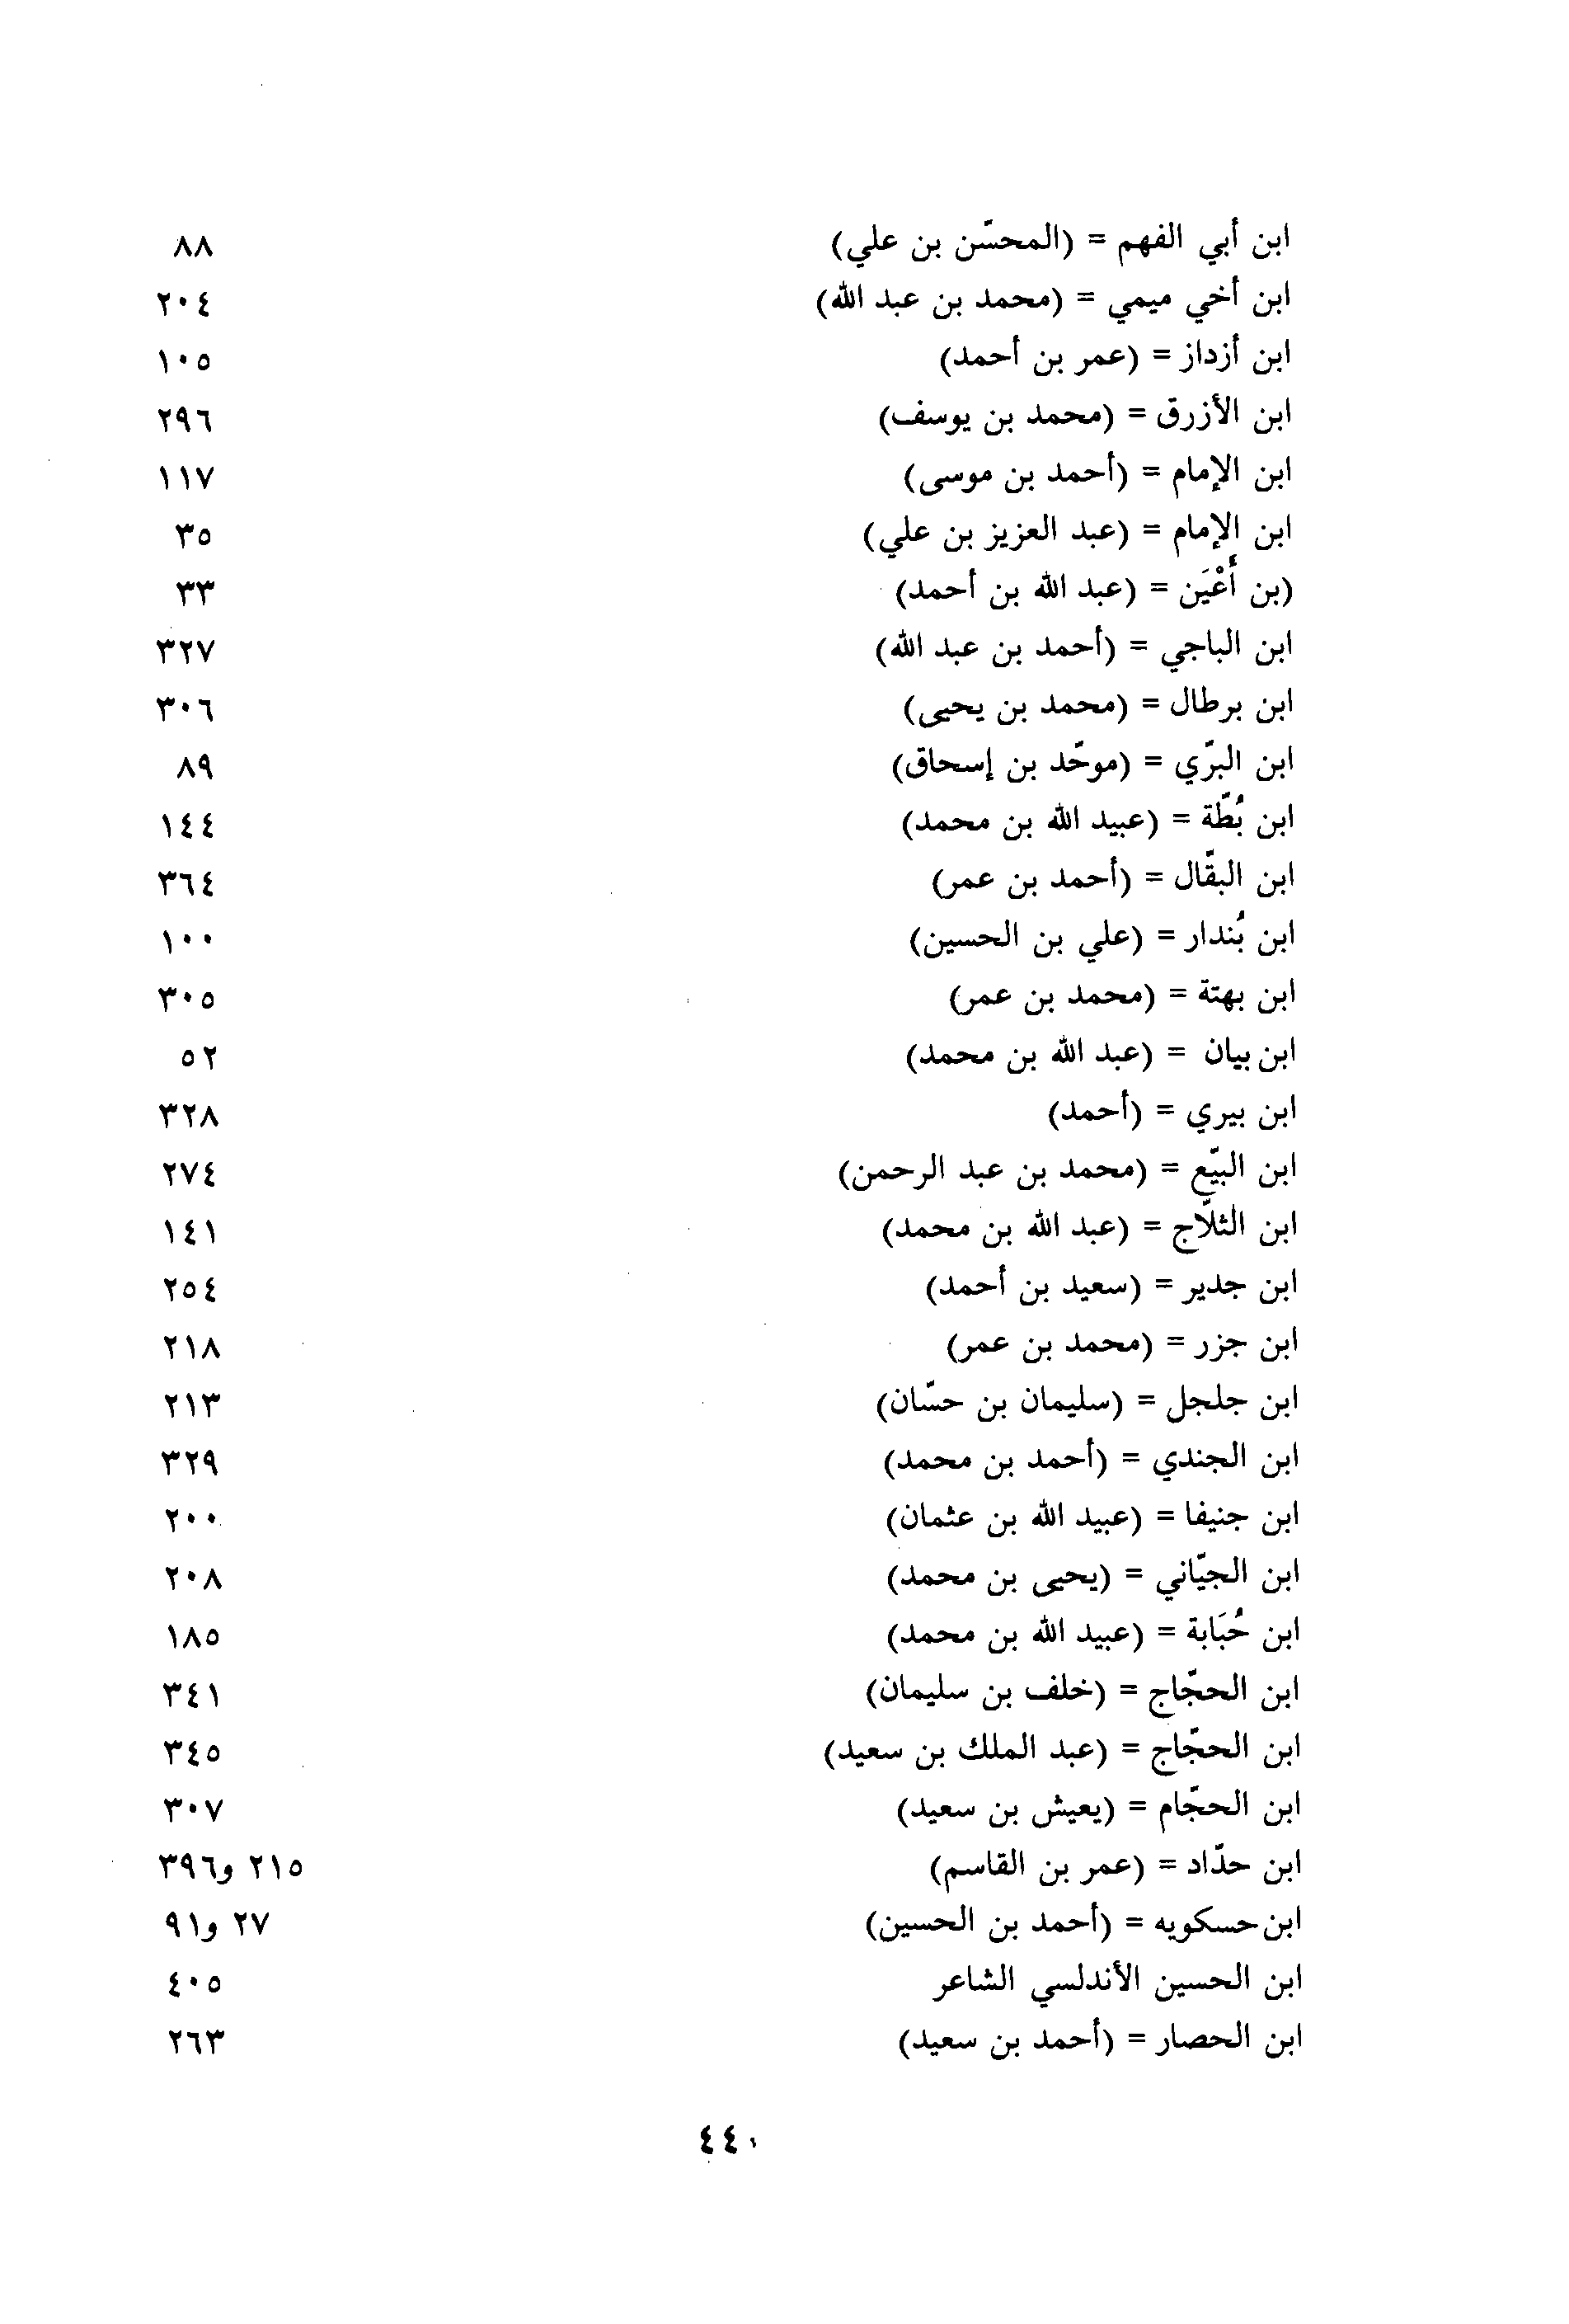 ابن أبي الفهم = (المحسّن بن علي) ٨٨
ابن أخي ميمي = (محمد بن عبد الله) ٢٠٤
ابن أزداز = (عمر بن أحمد) ١٠٥
ابن الأزرق = (محمد بن يوسف) ٢٩٦
ابن الإمام = (أحمد بن موسى) ١١٧
ابن الإمام = (عبد العزيز بن علي) ٣٥
(بن أَعْيَن = (عبد الله بن أحمد) ٣٣
ابن الباجي = (أحمد بن عبد الله) ٣٢٧
ابن برطال = (محمد بن يحيى) ٣٠٦
ابن البرّي = (موحّد بن إسحاق) ٨٩
ابن بُطّة = (عبيد الله بن محمد) ١٤٤
ابن البقّال = (أحمد بن عمر) ٣٦٤
ابن بُندار = (علي بن الحسين) ١٠٠
ابن بهتة = (محمد بن عمر) ٣٠٥
ابن بيان = (عبد الله بن محمد) ٥٢
ابن بيري = (أحمد) ٣٢٨
ابن البيّع = (محمد بن عبد الرحمن) ٢٧٤
ابن الثلّاج = (عبد الله بن محمد) ١٤١
ابن جدير = (سعيد بن أحمد) ٢٥٤
ابن جزر = (محمد بن عمر) ٢١٨
ابن جلجل = (سليمان بن حسّان) ٢١٣
ابن الجندي = (أحمد بن محمد) ٣٢٩
ابن جنيفا = (عبيد الله بن عثمان) ٢٠٠
ابن الجيّاني = (يحيى بن محمد) ٢٠٨
ابن حُبَابة = (عبيد الله بن محمد) ١٨٥
ابن الحجّاج = (خلف بن سليمان) ٣٤١
ابن الحجّاج = (عبد الملك بن سعيد) ٣٤٥
ابن الحجّام = (يعيش بن سعيد) ٣٠٧
ابن حدّاد = (عمر بن القاسم) ٢١٥ و٣٩٦
ابن حسكويه = (أحمد بن الحسين) ٢٧ و٩١
ابن الحسين الأندلسي الشاعر ٤٠٥
ابن الحصار = (أحمد بن سعيد) ٢٦٣
٤٤٠